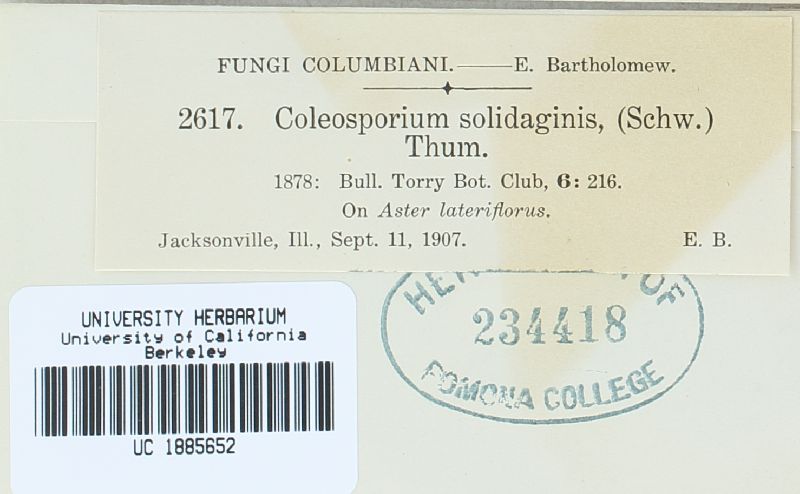 FUNGI COLUMBIANI.——E. Bartholomew.
2617. Coleosporium solidaginis, (Schw.)
Thum.
1878: Bull. Torry Bot. Club, 6: 216.
On Aster lateriflorus.
Jacksonville, Ill., Sept. 11, 1907. E. B.
234418
POMONA COLLEGE
UNIVERSITY HERBARIUM
University of California
Berkeley
UC 1885652